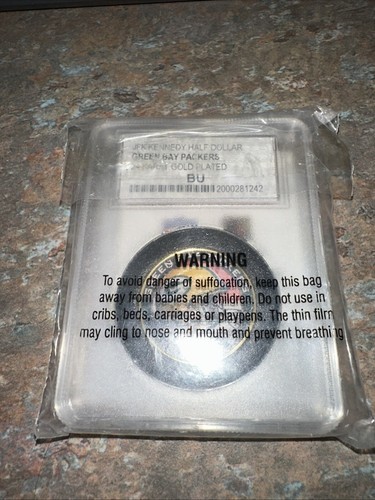 JFK KENNEDY HALF DOLLAR
GREEN BAY PACKERS
GOLD PLATED
BU
2000281242
WARNING
To avoid danger of suffocation, keep this bag
away from babies and children. Do not use in
cribs, beds, carriages or playpens. The thin film
may cling to nose and mouth and prevent breathing